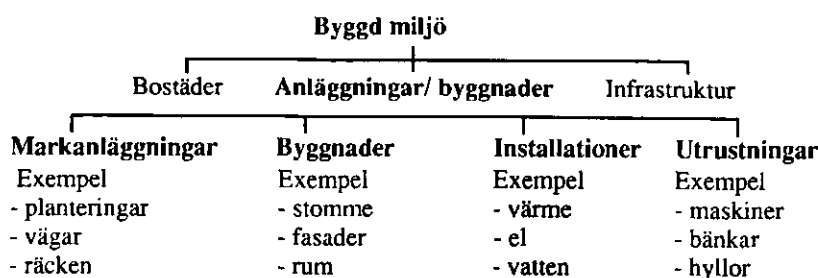 Byggd miljö
Bostäder Anläggningar/ byggnader Infrastruktur
Markanläggningar Byggnader Installationer Utrustningar
Exempel Exempel Exempel Exempel
- planteringar - stomme - värme - maskiner
- vägar - fasader - el - bänkar
- räcken - rum - vatten - hyllor